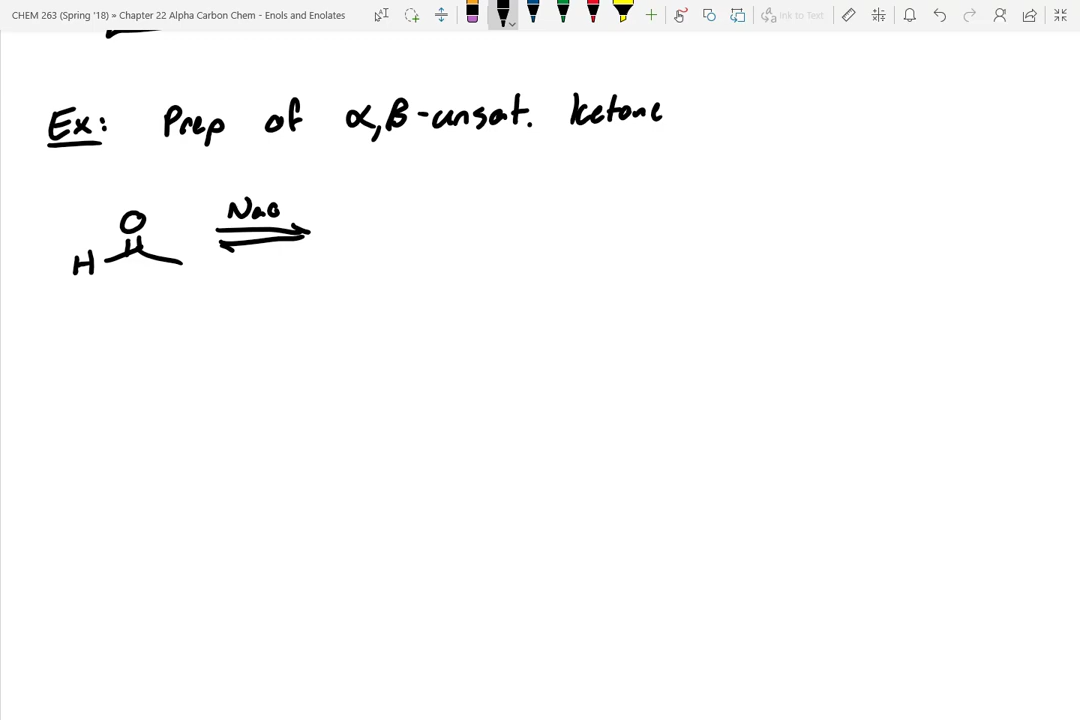 CHEM 263 (Spring '18) » Chapter 22 Alpha Carbon Chem - Enols and Enolates
ink to Text
Ex: Prep of α,β-unsat. ketone
NaO
O
H